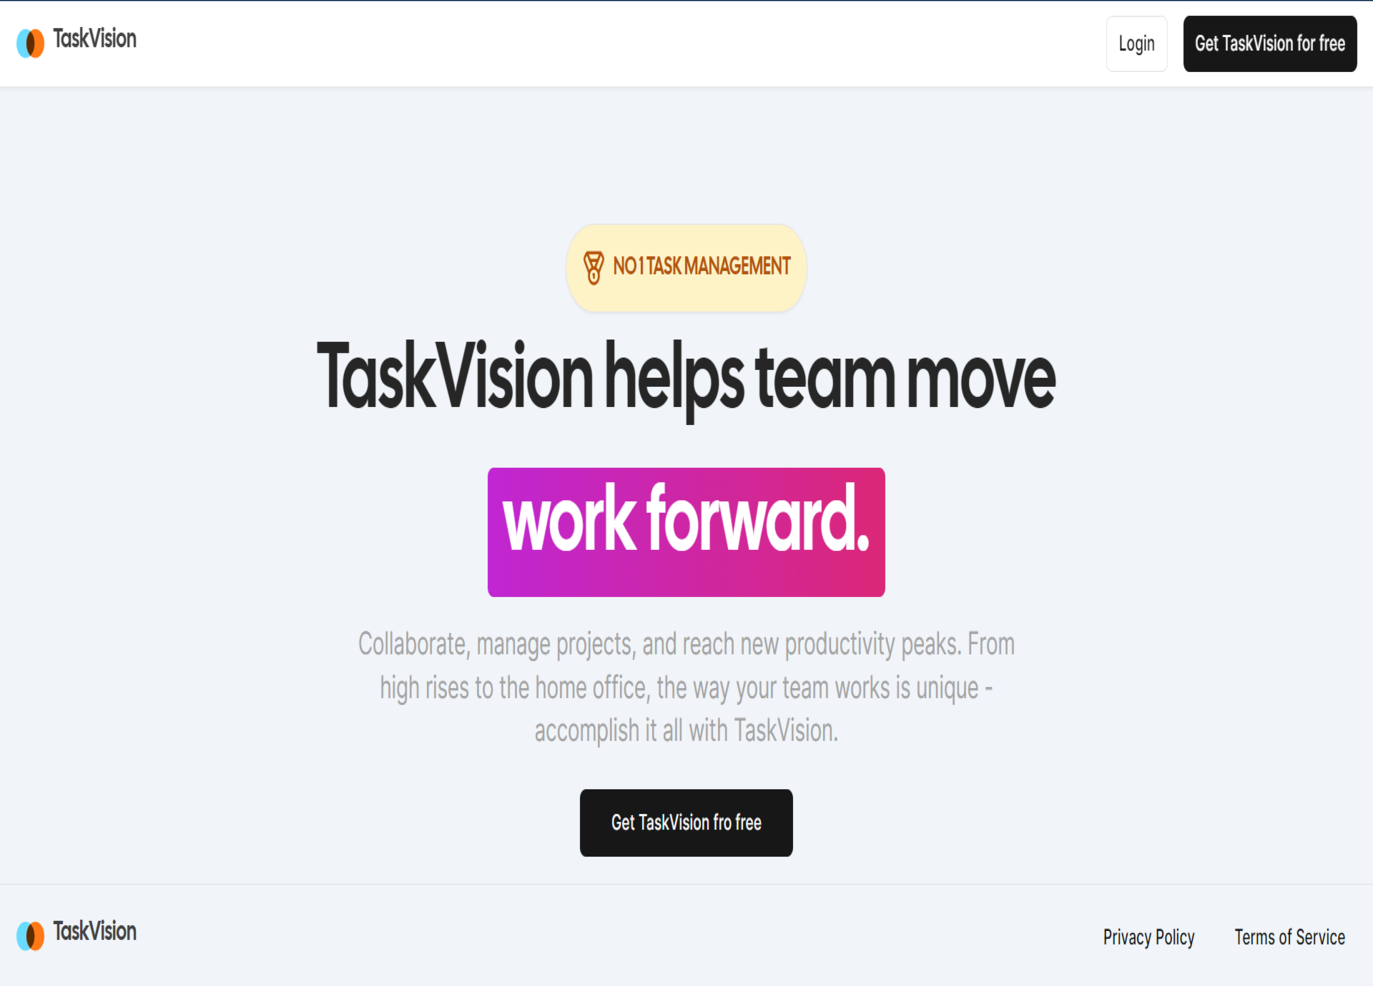 TaskVision
Login
Get TaskVision for free
NO 1 TASK MANAGEMENT
TaskVision helps team move
work forward.
Collaborate, manage projects, and reach new productivity peaks. From
high rises to the home office, the way your team works is unique -
accomplish it all with TaskVision.
Get TaskVision fro free
TaskVision
Privacy Policy
Terms of Service